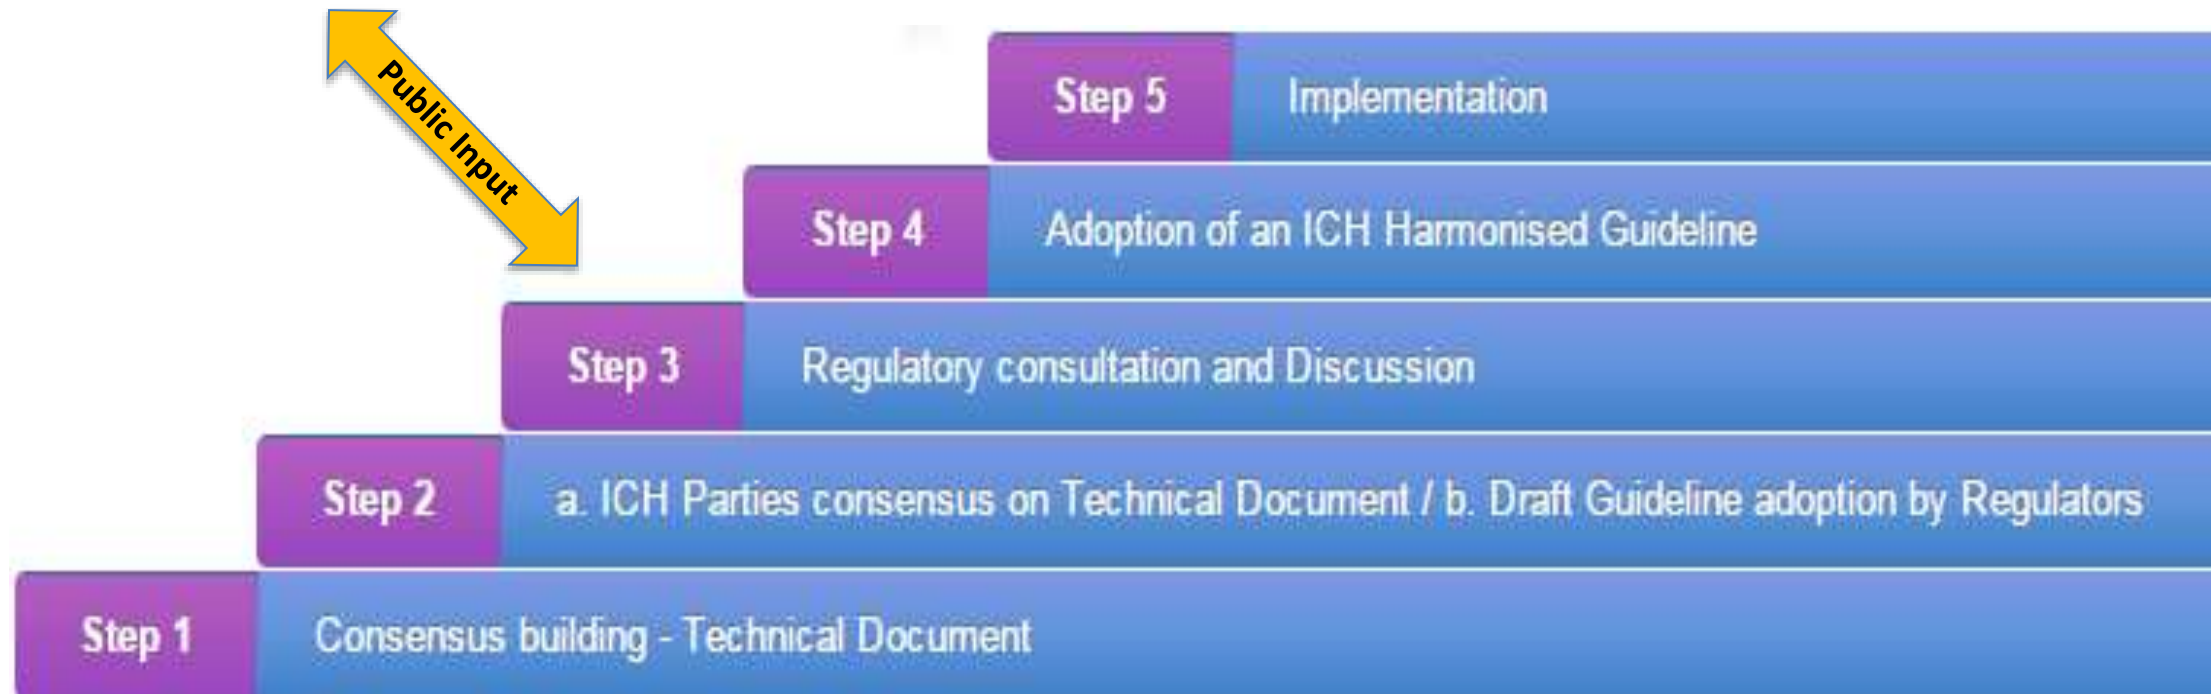 Public Input
Step 5 Implementation
Step 4 Adoption of an ICH Harmonised Guideline
Step 3 Regulatory consultation and Discussion
Step 2 a. ICH Parties consensus on Technical Document / b. Draft Guideline adoption by Regulators
Step 1 Consensus building - Technical Document